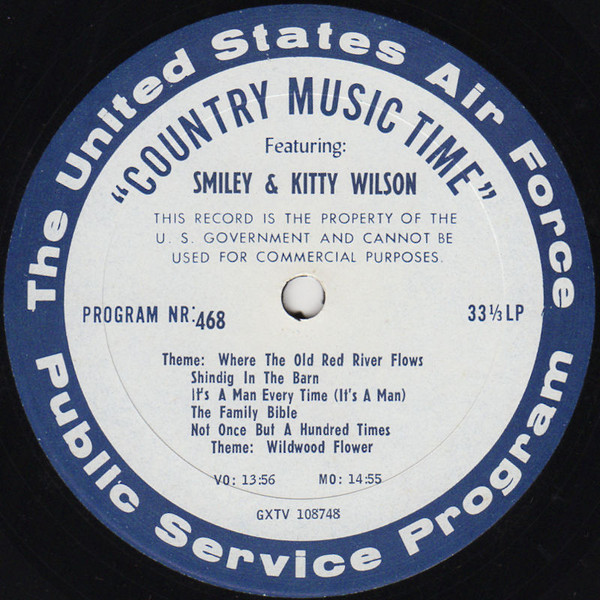 The United States Air Force
"COUNTRY MUSIC TIME"
Featuring:
SMILEY & KITTY WILSON
THIS RECORD IS THE PROPERTY OF THE
U. S. GOVERNMENT AND CANNOT BE
USED FOR COMMERCIAL PURPOSES.
PROGRAM NR: 468
33⅓ LP
Theme: Where The Old Red River Flows
Shindig In The Barn
It's A Man Every Time (It's A Man)
The Family Bible
Not Once But A Hundred Times
Theme: Wildwood Flower
VO: 13:56 MO: 14:55
GXTV 108748
Public Service Program